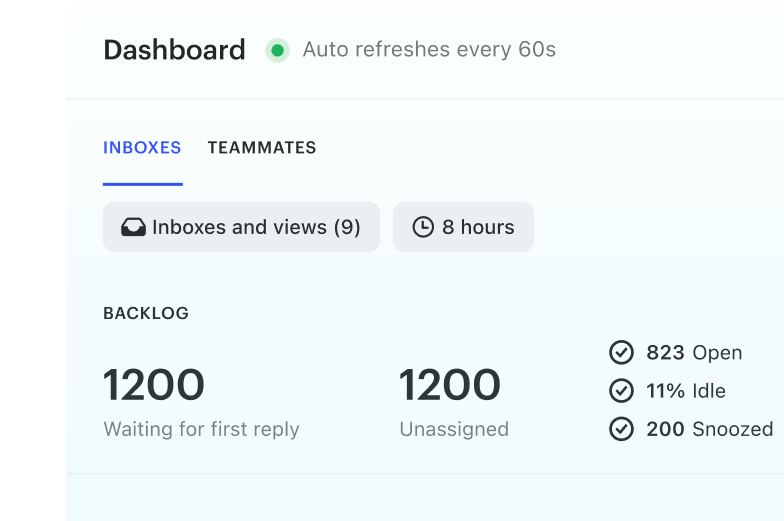 Dashboard Auto refreshes every 60s
INBOXES TEAMMATES
Inboxes and views (9) 8 hours
BACKLOG
1200
Waiting for first reply
1200
Unassigned
823 Open
11% Idle
200 Snoozed